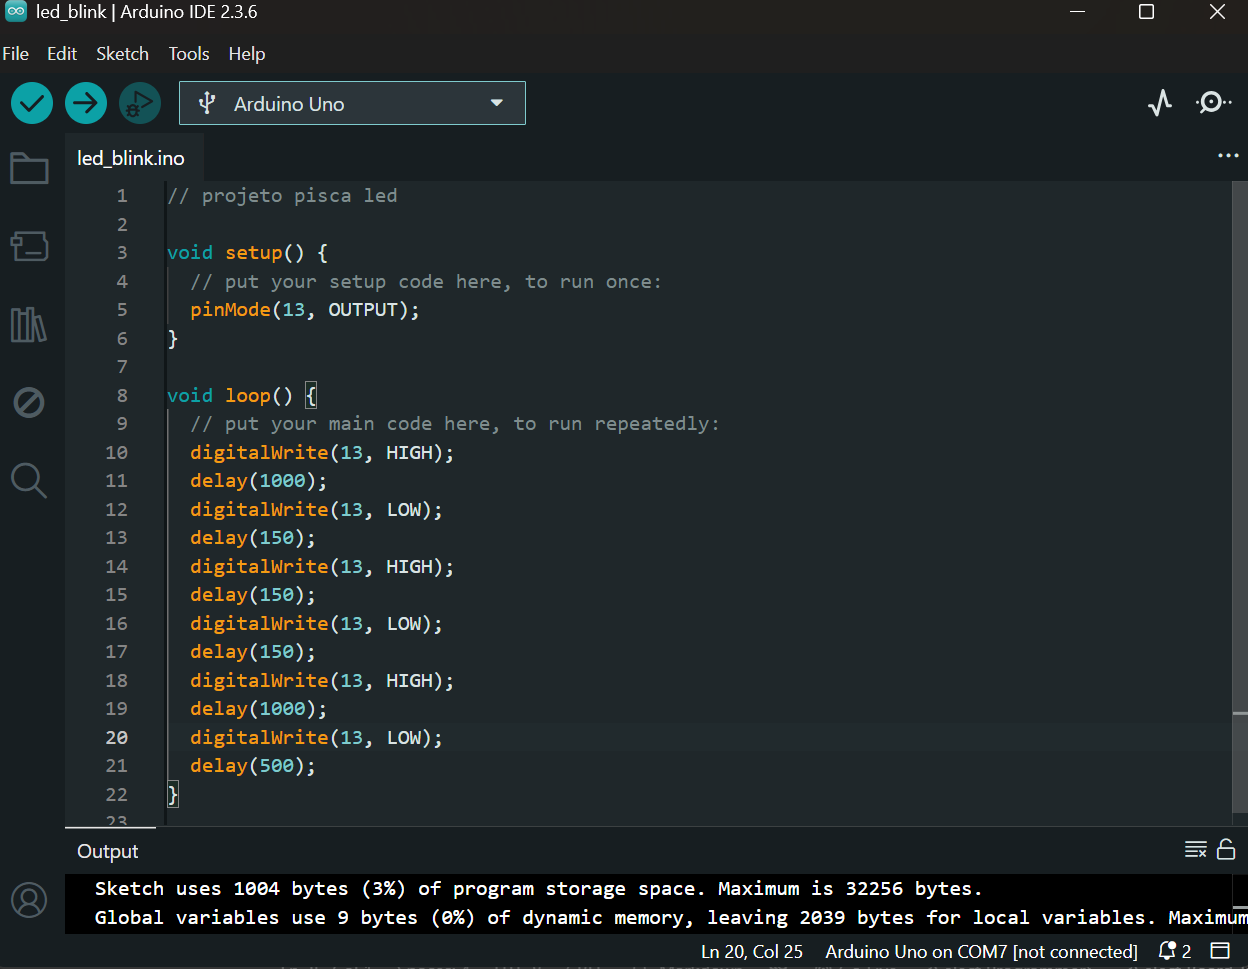 led_blink | Arduino IDE 2.3.6
File Edit Sketch Tools Help
Arduino Uno
led_blink.ino
1 // projeto pisca led
2
3 void setup() {
4 // put your setup code here, to run once:
5 pinMode(13, OUTPUT);
6 }
7
8 void loop() {
9 // put your main code here, to run repeatedly:
10 digitalWrite(13, HIGH);
11 delay(1000);
12 digitalWrite(13, LOW);
13 delay(150);
14 digitalWrite(13, HIGH);
15 delay(150);
16 digitalWrite(13, LOW);
17 delay(150);
18 digitalWrite(13, HIGH);
19 delay(1000);
20 digitalWrite(13, LOW);
21 delay(500);
22 }
23
Output
Sketch uses 1004 bytes (3%) of program storage space. Maximum is 32256 bytes.
Global variables use 9 bytes (0%) of dynamic memory, leaving 2039 bytes for local variables. Maximum
Ln 20, Col 25 Arduino Uno on COM7 [not connected] 2